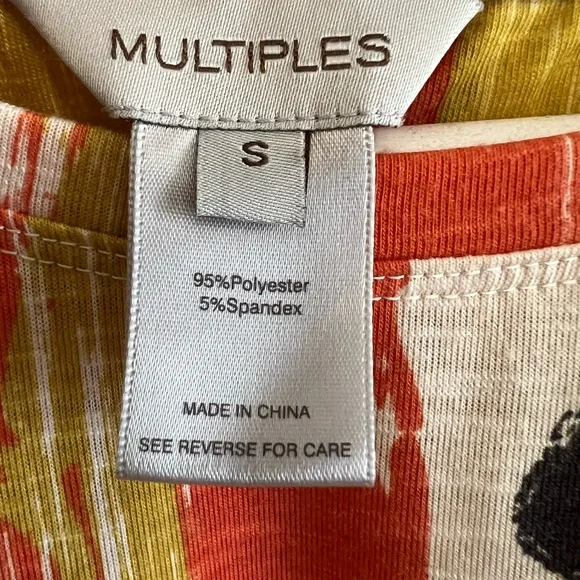 MULTIPLES
S
95%Polyester
5%Spandex
MADE IN CHINA
SEE REVERSE FOR CARE